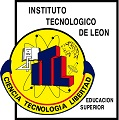 INSTITUTO
TECNOLOGICO
DE LEON
ITL
CIENCIA TECNOLOGIA LIBERTAD
EDUCACION
SUPERIOR